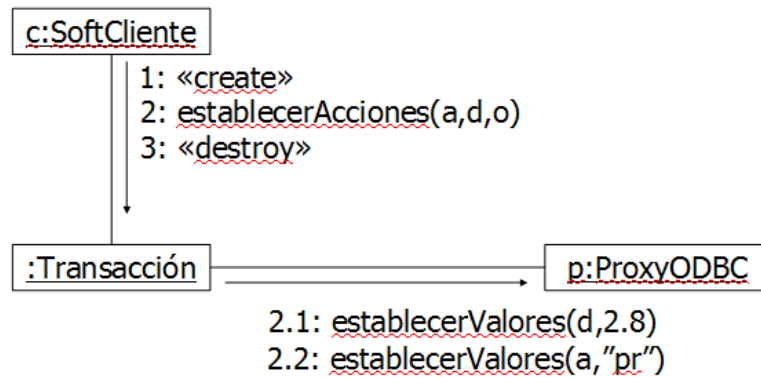 c:SoftCliente
1: «create»
2: establecerAcciones(a,d,o)
3: «destroy»
:Transacción
p:ProxyODBC
2.1: establecerValores(d,2.8)
2.2: establecerValores(a,”pr”)